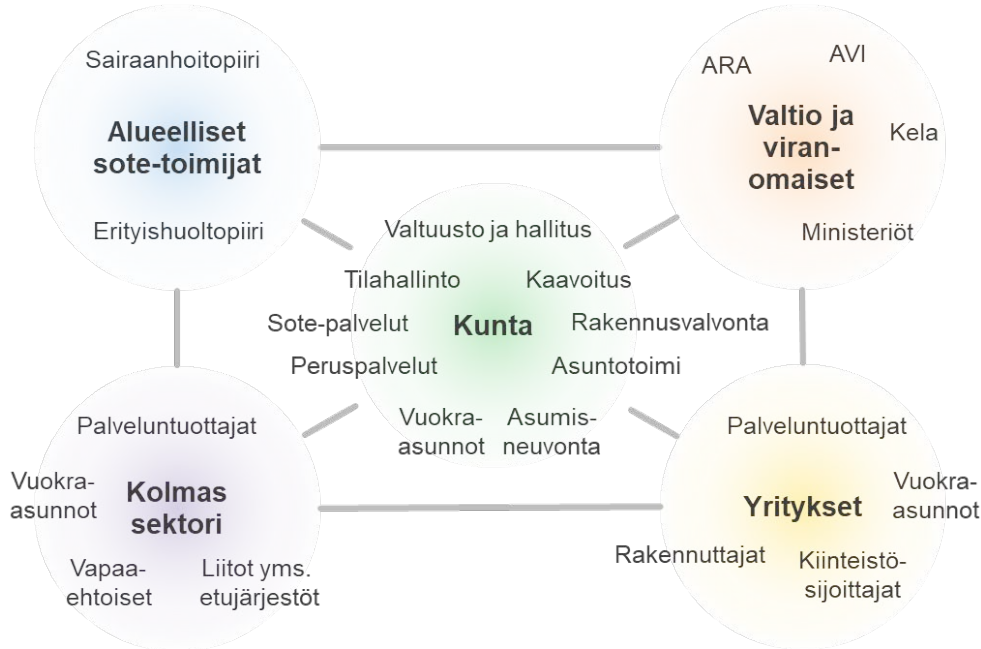 Sairaanhoitopiiri
Alueelliset
sote-toimijat
Erityishuoltopiiri
ARA
AVI
Valtio ja
viran-
omaiset
Kela
Ministeriöt
Valtuusto ja hallitus
Tilahallinto
Kaavoitus
Sote-palvelut
Kunta
Rakennusvalvonta
Peruspalvelut
Asuntotoimi
Vuokra-
asunnot
Asumis-
neuvonta
Palveluntuottajat
Vuokra-
asunnot
Kolmas
sektori
Vapaa-
ehtoiset
Liitot yms.
etujärjestöt
Palveluntuottajat
Vuokra-
asunnot
Yritykset
Rakennuttajat
Kiinteistö-
sijoittajat